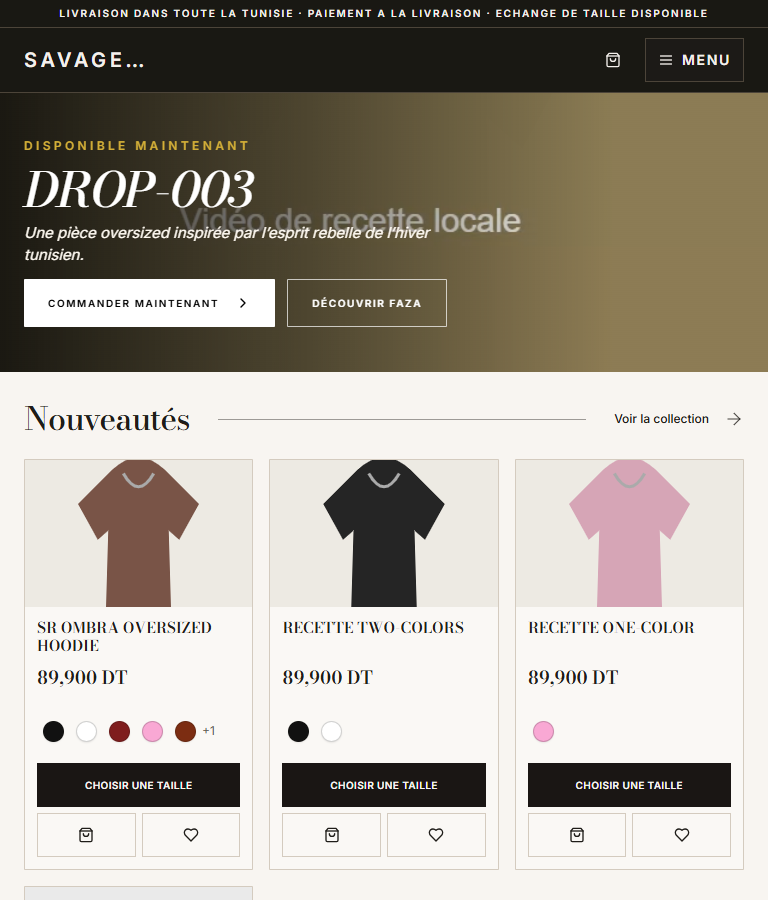 LIVRAISON DANS TOUTE LA TUNISIE · PAIEMENT A LA LIVRAISON · ECHANGE DE TAILLE DISPONIBLE
SAVAGE...
MENU
DISPONIBLE MAINTENANT
DROP-003
Vidéo de recette locale
Une pièce oversized inspirée par l'esprit rebelle de l'hiver
tunisien.
COMMANDER MAINTENANT
DÉCOUVRIR FAZA
Nouveautés
Voir la collection
SR OMBRA OVERSIZED
HOODIE
89,900 DT
+1
CHOISIR UNE TAILLE
RECETTE TWO COLORS
89,900 DT
CHOISIR UNE TAILLE
RECETTE ONE COLOR
89,900 DT
CHOISIR UNE TAILLE